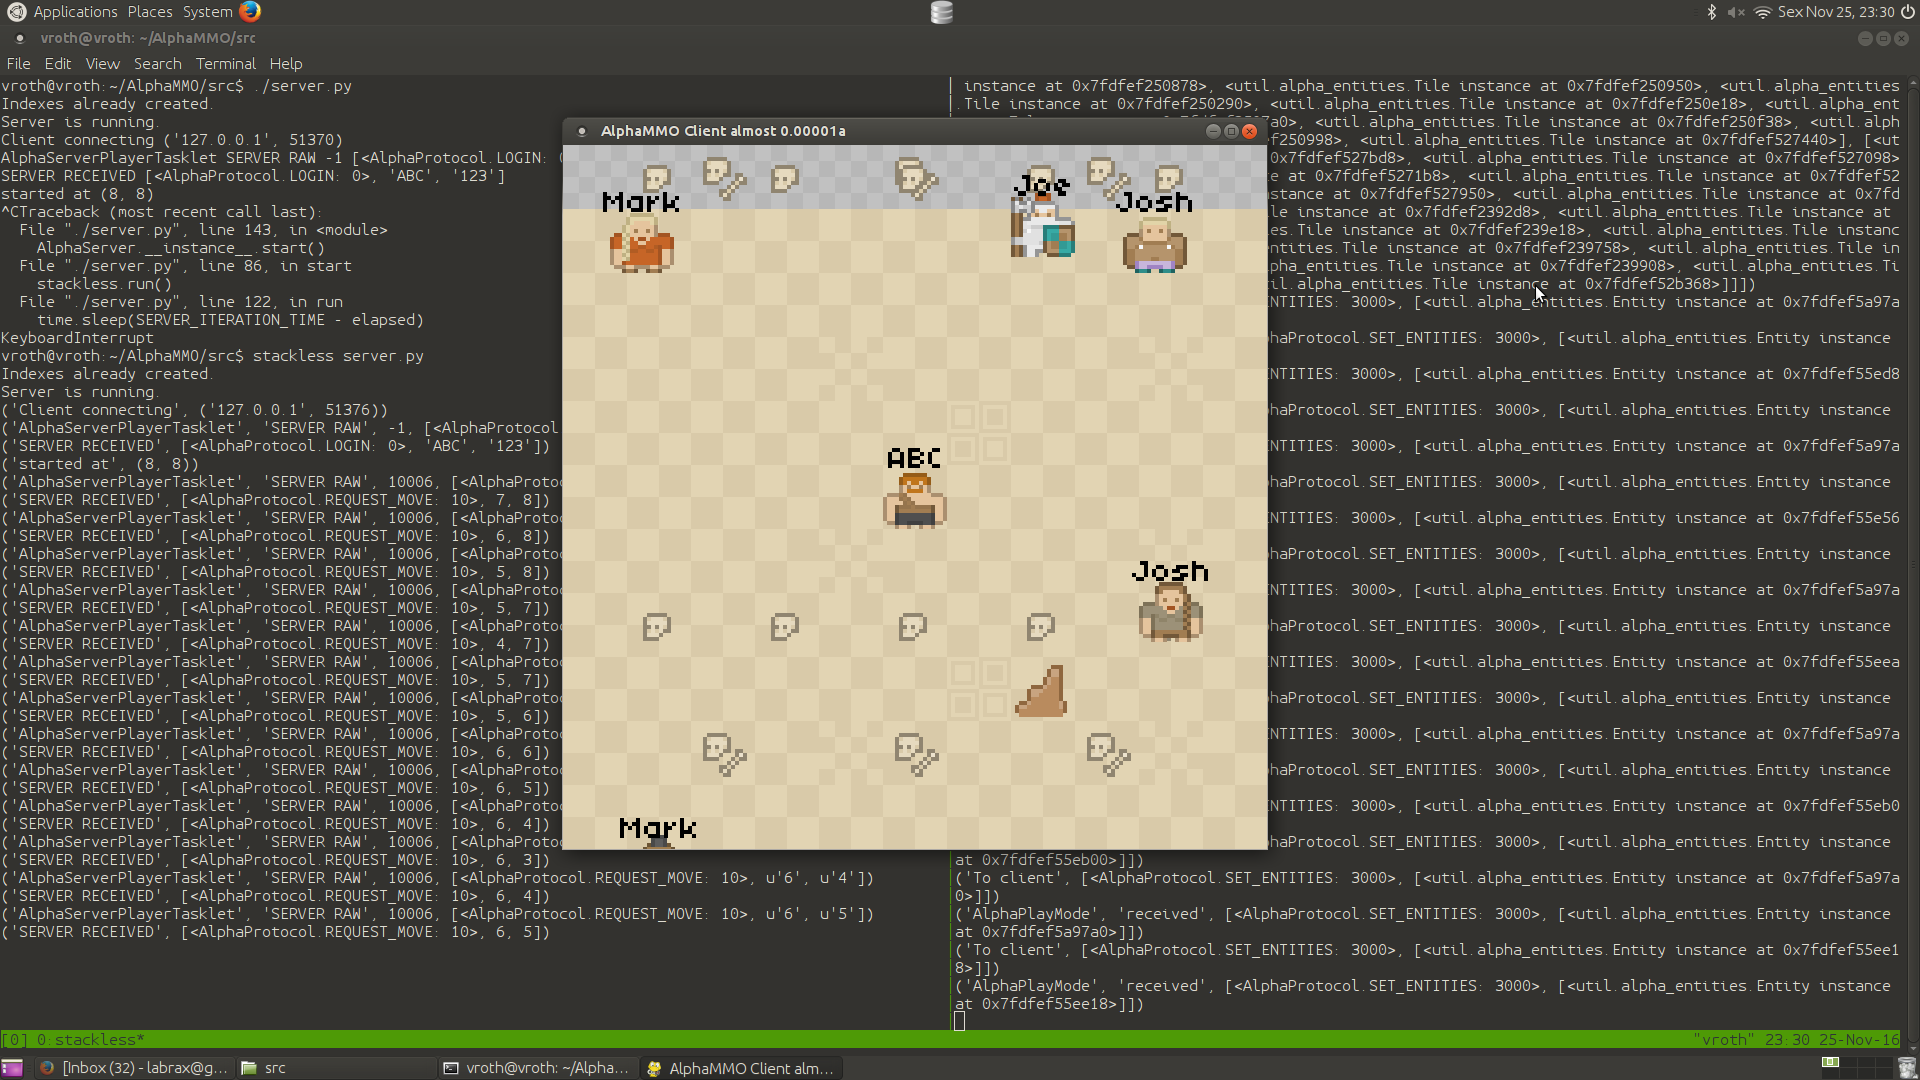 Applications Places System
Sex Nov 25, 23:30
vroth@vroth: ~/AlphaMMO/src
File Edit View Search Terminal Help
vroth@vroth:~/AlphaMMO/src$ ./server.py
Indexes already created.
Server is running.
Client connecting ('127.0.0.1', 51370)
AlphaServerPlayerTasklet SERVER RAW -1 [<AlphaProtocol.LOGIN:
SERVER RECEIVED [<AlphaProtocol.LOGIN: 0>, 'ABC', '123']
started at (8, 8)
^CTraceback (most recent call last):
File "./server.py", line 143, in <module>
AlphaServer.__instance__.start()
File "./server.py", line 86, in start
stackless.run()
File "./server.py", line 122, in run
time.sleep(SERVER_ITERATION_TIME - elapsed)
KeyboardInterrupt
vroth@vroth:~/AlphaMMO/src$ stackless server.py
Indexes already created.
Server is running.
('Client connecting', ('127.0.0.1', 51376))
('AlphaServerPlayerTasklet', 'SERVER RAW', -1, [<AlphaProtocol
('SERVER RECEIVED', [<AlphaProtocol.LOGIN: 0>, 'ABC', '123'])
('started at', (8, 8))
('AlphaServerPlayerTasklet', 'SERVER RAW', 10006, [<AlphaProtoc
('SERVER RECEIVED', [<AlphaProtocol.REQUEST_MOVE: 10>, 7, 8])
('AlphaServerPlayerTasklet', 'SERVER RAW', 10006, [<AlphaProtoc
('SERVER RECEIVED', [<AlphaProtocol.REQUEST_MOVE: 10>, 6, 8])
('AlphaServerPlayerTasklet', 'SERVER RAW', 10006, [<AlphaProtoc
('SERVER RECEIVED', [<AlphaProtocol.REQUEST_MOVE: 10>, 5, 8])
('AlphaServerPlayerTasklet', 'SERVER RAW', 10006, [<AlphaProtoc
('SERVER RECEIVED', [<AlphaProtocol.REQUEST_MOVE: 10>, 5, 7])
('AlphaServerPlayerTasklet', 'SERVER RAW', 10006, [<AlphaProtoc
('SERVER RECEIVED', [<AlphaProtocol.REQUEST_MOVE: 10>, 4, 7])
('AlphaServerPlayerTasklet', 'SERVER RAW', 10006, [<AlphaProtoc
('SERVER RECEIVED', [<AlphaProtocol.REQUEST_MOVE: 10>, 5, 7])
('AlphaServerPlayerTasklet', 'SERVER RAW', 10006, [<AlphaProtoc
('SERVER RECEIVED', [<AlphaProtocol.REQUEST_MOVE: 10>, 5, 6])
('AlphaServerPlayerTasklet', 'SERVER RAW', 10006, [<AlphaProtoc
('SERVER RECEIVED', [<AlphaProtocol.REQUEST_MOVE: 10>, 6, 6])
('AlphaServerPlayerTasklet', 'SERVER RAW', 10006, [<AlphaProtoc
('SERVER RECEIVED', [<AlphaProtocol.REQUEST_MOVE: 10>, 6, 5])
('AlphaServerPlayerTasklet', 'SERVER RAW', 10006, [<AlphaProtoc
('SERVER RECEIVED', [<AlphaProtocol.REQUEST_MOVE: 10>, 6, 4])
('AlphaServerPlayerTasklet', 'SERVER RAW', 10006, [<AlphaProtoc
('SERVER RECEIVED', [<AlphaProtocol.REQUEST_MOVE: 10>, 6, 3])
('AlphaServerPlayerTasklet', 'SERVER RAW', 10006, [<AlphaProtocol.REQUEST_MOVE: 10>, u'6', u'4'])
('SERVER RECEIVED', [<AlphaProtocol.REQUEST_MOVE: 10>, 6, 4])
('AlphaServerPlayerTasklet', 'SERVER RAW', 10006, [<AlphaProtocol.REQUEST_MOVE: 10>, u'6', u'5'])
('SERVER RECEIVED', [<AlphaProtocol.REQUEST_MOVE: 10>, 6, 5])
AlphaMMO Client almost 0.00001a
Joe
Mark
Josh
ABC
Josh
Mark
instance at 0x7fdfef250878>, <util.alpha_entities.Tile instance at 0x7fdfef250950>, <util.alpha_entities
.Tile instance at 0x7fdfef250290>, <util.alpha_entities.Tile instance at 0x7fdfef250e18>, <util.alpha_ent
7a0>, <util.alpha_entities.Tile instance at 0x7fdfef250f38>, <util.alph
250998>, <util.alpha_entities.Tile instance at 0x7fdfef527440>], [<ut
0x7fdfef527bd8>, <util.alpha_entities.Tile instance at 0x7fdfef527098>
e at 0x7fdfef5271b8>, <util.alpha_entities.Tile instance at 0x7fdfef52
nstance at 0x7fdfef527950>, <util.alpha_entities.Tile instance at 0x7fd
le instance at 0x7fdfef2392d8>, <util.alpha_entities.Tile instance at
es.Tile instance at 0x7fdfef239e18>, <util.alpha_entities.Tile instanc
entities.Tile instance at 0x7fdfef239758>, <util.alpha_entities.Tile in
pha_entities.Tile instance at 0x7fdfef239908>, <util.alpha_entities.Ti
il.alpha_entities.Tile instance at 0x7fdfef52b368>]]])
NTITIES: 3000>, [<util.alpha_entities.Entity instance at 0x7fdfef5a97a
haProtocol.SET_ENTITIES: 3000>, [<util.alpha_entities.Entity instance
NTITIES: 3000>, [<util.alpha_entities.Entity instance at 0x7fdfef55ed8
haProtocol.SET_ENTITIES: 3000>, [<util.alpha_entities.Entity instance
NTITIES: 3000>, [<util.alpha_entities.Entity instance at 0x7fdfef5a97a
haProtocol.SET_ENTITIES: 3000>, [<util.alpha_entities.Entity instance
NTITIES: 3000>, [<util.alpha_entities.Entity instance at 0x7fdfef55e56
haProtocol.SET_ENTITIES: 3000>, [<util.alpha_entities.Entity instance
NTITIES: 3000>, [<util.alpha_entities.Entity instance at 0x7fdfef5a97a
haProtocol.SET_ENTITIES: 3000>, [<util.alpha_entities.Entity instance
NTITIES: 3000>, [<util.alpha_entities.Entity instance at 0x7fdfef55eea
haProtocol.SET_ENTITIES: 3000>, [<util.alpha_entities.Entity instance
NTITIES: 3000>, [<util.alpha_entities.Entity instance at 0x7fdfef5a97a
haProtocol.SET_ENTITIES: 3000>, [<util.alpha_entities.Entity instance
NTITIES: 3000>, [<util.alpha_entities.Entity instance at 0x7fdfef55eb0
haProtocol.SET_ENTITIES: 3000>, [<util.alpha_entities.Entity instance
at 0x7fdfef55eb00>]])
('To client', [<AlphaProtocol.SET_ENTITIES: 3000>, [<util.alpha_entities.Entity instance at 0x7fdfef5a97a
0>]])
('AlphaPlayMode', 'received', [<AlphaProtocol.SET_ENTITIES: 3000>, [<util.alpha_entities.Entity instance
at 0x7fdfef5a97a0>]])
('To client', [<AlphaProtocol.SET_ENTITIES: 3000>, [<util.alpha_entities.Entity instance at 0x7fdfef55ee1
8>]])
('AlphaPlayMode', 'received', [<AlphaProtocol.SET_ENTITIES: 3000>, [<util.alpha_entities.Entity instance
at 0x7fdfef55ee18>]])
[0] 0:stackless*
"vroth" 23:30 25-Nov-16
[Inbox (32) - labrax@g...
src
vroth@vroth: ~/Alpha...
AlphaMMO Client alm...